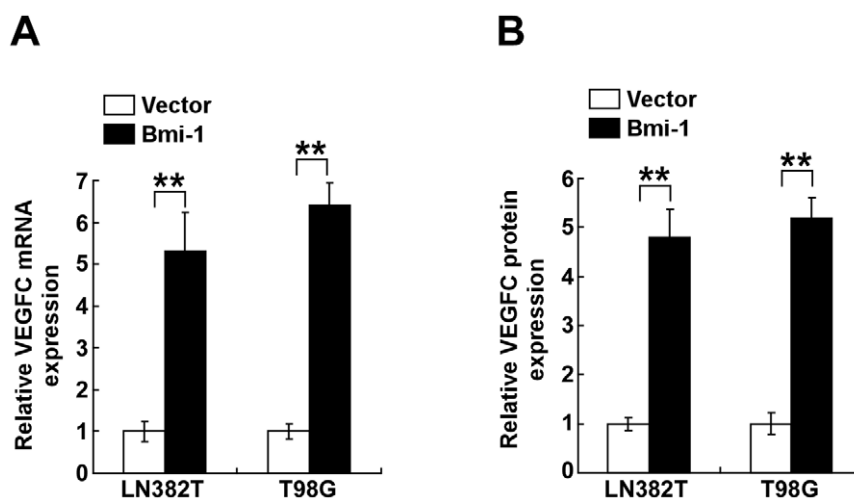 A
Vector
Bmi-1
**
**
Relative VEGFC mRNA
expression
7
6
5
4
3
2
1
0
LN382T
T98G
B
Vector
Bmi-1
**
**
Relative VEGFC protein
expression
6
5
4
3
2
1
0
LN382T
T98G